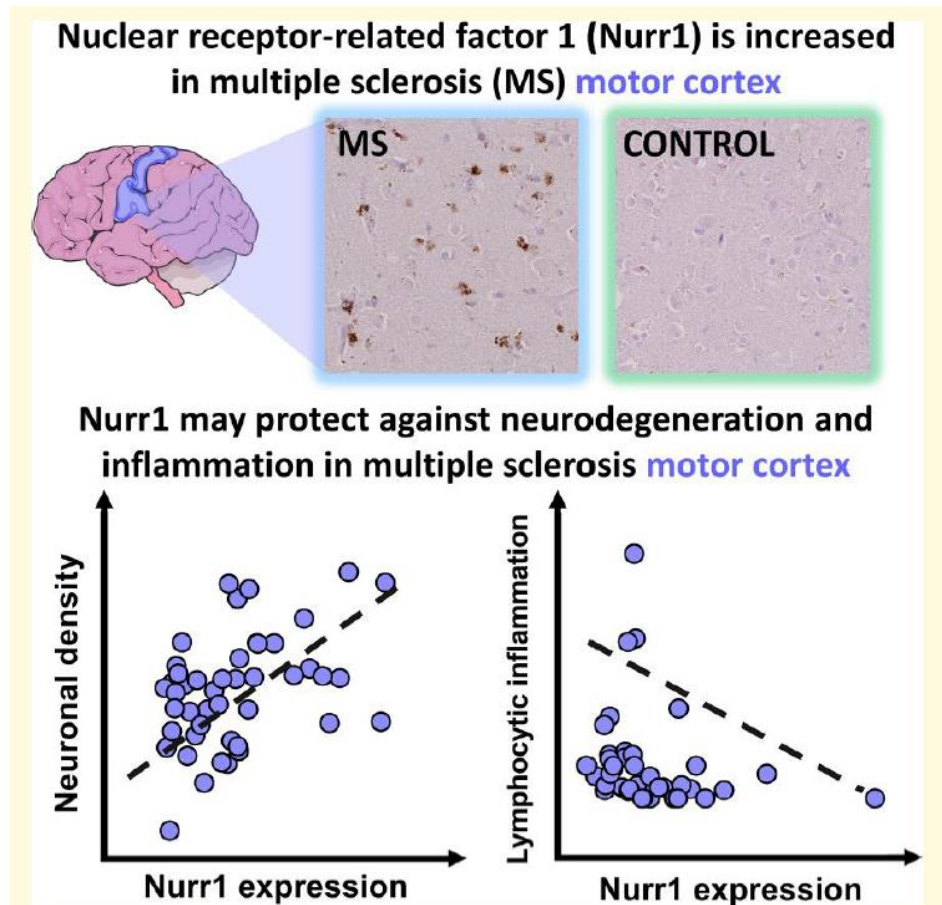 Nuclear receptor-related factor 1 (Nurr1) is increased
in multiple sclerosis (MS) motor cortex
MS
CONTROL
Nurr1 may protect against neurodegeneration and
inflammation in multiple sclerosis motor cortex
Neuronal density
Nurr1 expression
Lymphocytic inflammation
Nurr1 expression